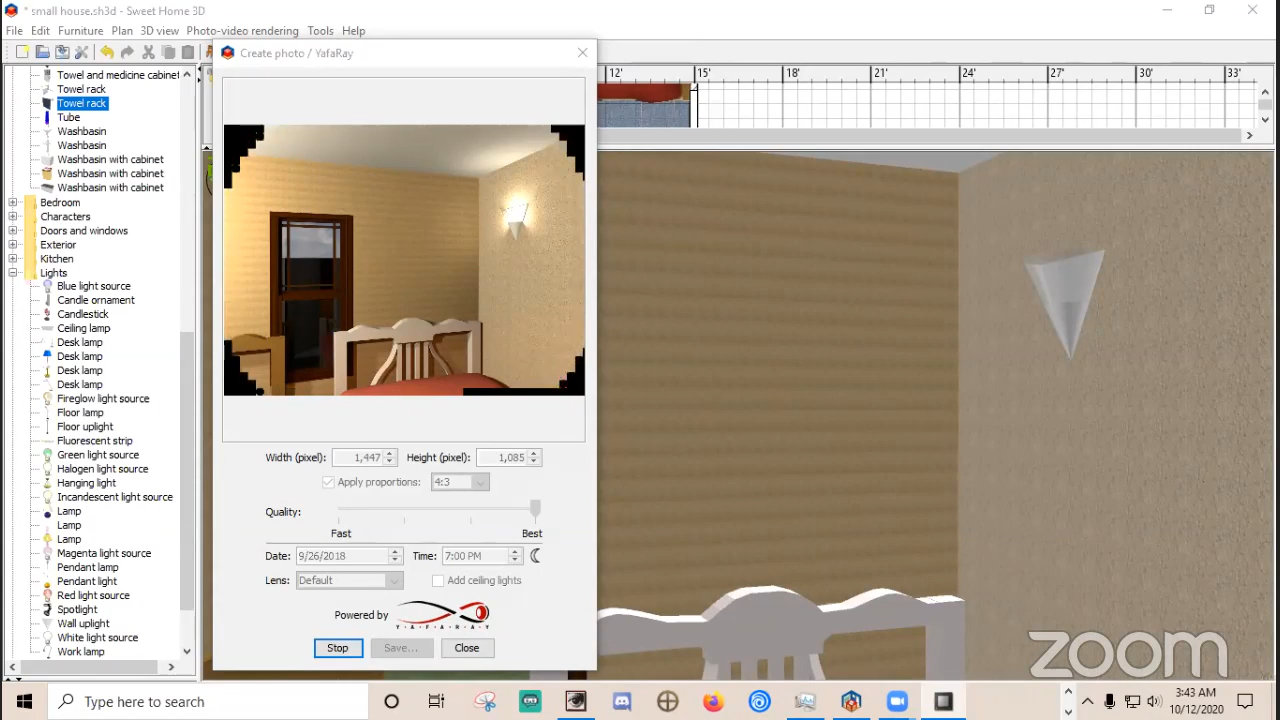 * small house.sh3d - Sweet Home 3D
File Edit Furniture Plan 3D view Photo-video rendering Tools Help
Create photo / YafaRay
12' 15' 18' 21' 24' 27' 30' 33'
Towel and medicine cabinet
Towel rack
Towel rack
Tube
Washbasin
Washbasin
Washbasin with cabinet
Washbasin with cabinet
Washbasin with cabinet
Bedroom
Characters
Doors and windows
Exterior
Kitchen
Lights
Blue light source
Candle ornament
Candlestick
Ceiling lamp
Desk lamp
Desk lamp
Desk lamp
Desk lamp
Fireglow light source
Floor lamp
Floor uplight
Fluorescent strip
Green light source
Halogen light source
Hanging light
Incandescent light source
Lamp
Lamp
Lamp
Magenta light source
Pendant lamp
Pendant light
Red light source
Spotlight
Wall uplight
White light source
Work lamp
Width (pixel): 1,447 Height (pixel): 1,085
Apply proportions: 4:3
Quality:
Fast Best
Date: 9/26/2018 Time: 7:00 PM
Lens: Default Add ceiling lights
Powered by Y·A·F·A·R·A·Y
Stop Save... Close
zoom
Type here to search
3:43 AM
10/12/2020